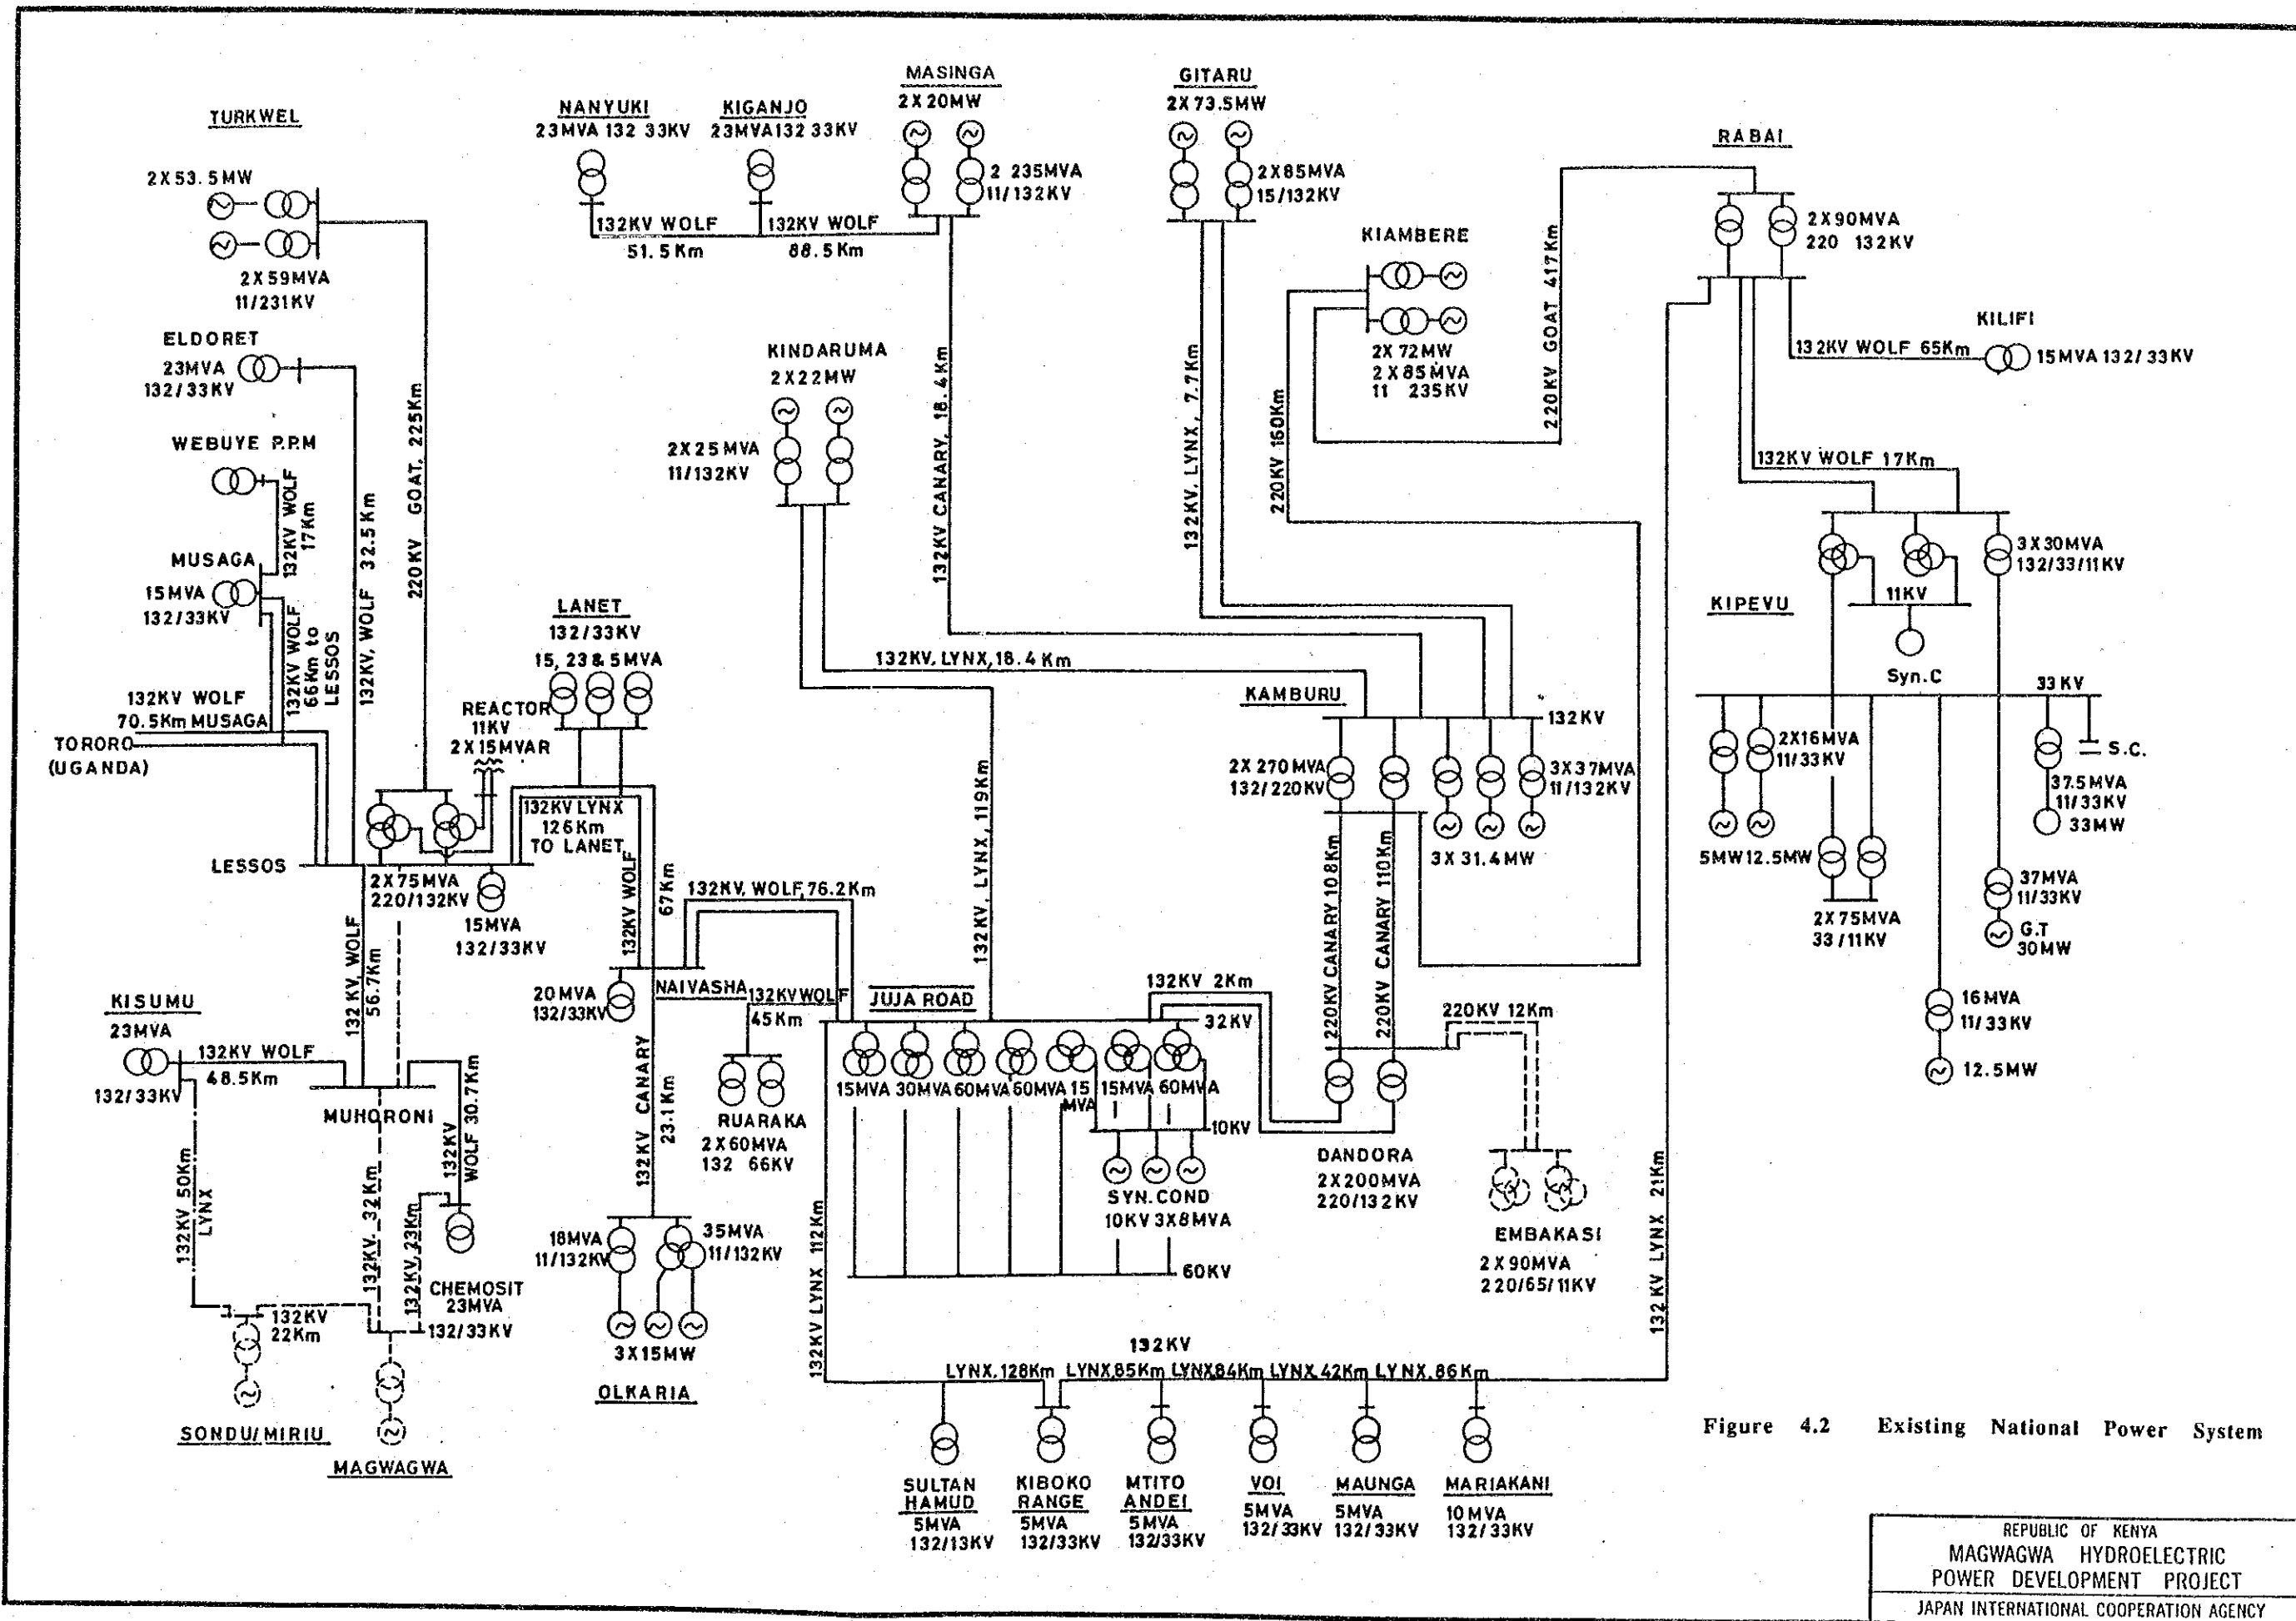 TURKWEL
2X53.5MW
2X59MVA
11/231KV
ELDORET
23MVA
132/33KV
WEBUYE P.P.M
132KV WOLF
17Km
MUSAGA
15MVA
132/33KV
132KV WOLF
66Km to
LESSOS
132KV, WOLF 32.5Km
220KV GOAT, 225Km
132KV WOLF
70.5Km MUSAGA
TORORO
(UGANDA)
NANYUKI
23MVA 132 33KV
KIGANJO
23MVA132 33KV
132KV WOLF
51.5Km
132KV WOLF
88.5Km
MASINGA
2X20MW
2 235MVA
11/132KV
GITARU
2X73.5MW
2X85MVA
15/132KV
KIAMBERE
2X 72MW
2X85MVA
11 235KV
220KV 160Km
220KV GOAT 417Km
RABAI
2X90MVA
220 132KV
KILIFI
132KV WOLF 65Km
15MVA 132/33KV
132KV WOLF 17Km
KINDARUMA
2X22MW
2X25MVA
11/132KV
132KV CANARY, 18.4Km
132KV. LYNX, 7.7Km
132KV. LYNX,18.4 Km
132KV. LYNX, 119Km
LANET
132/33KV
15, 23& 5MVA
REACTOR
11KV
2X15MVAR
132KV LYNX
126Km
TO LANET
LESSOS
2X75MVA
220/132KV
15MVA
132/33KV
132KV WOLF
67Km
132KV, WOLF,76.2Km
KAMBURU
132KV
2X 270MVA
132/220KV
3X37MVA
11/132KV
3X 31.4MW
220KV CANARY 108Km
220KV CANARY 110Km
3X30MVA
132/33/11KV
11KV
KIPEVU
Syn.C
33KV
2X16MVA
11/33KV
S.C.
37.5MVA
11/33KV
33MW
5MW12.5MW
2X75MVA
33/11KV
37MVA
11/33KV
G.T
30MW
16MVA
11/33KV
12.5MW
132KV, WOLF
56.7Km
KISUMU
23MVA
132/33KV
132KV WOLF
48.5Km
MUHORONI
132KV
WOLF 30.7Km
132KV 50Km
LYNX
132KV. 32Km
132KV, 23Km
CHEMOSIT
23MVA
132/33KV
132KV
22Km
SONDU/MIRIU
MAGWAGWA
20MVA
132/33KV
NAIVASHA
132KVWOLF
45Km
132KV CANARY
23.1Km
RUARAKA
2X60MVA
132 66KV
18MVA
11/132KV
35MVA
11/132KV
3X15MW
OLKARIA
JUJA ROAD
32KV
132KV 2Km
15MVA 30MVA 60MVA 60MVA 15 MVA 15MVA 60MVA
10KV
SYN.COND
10KV 3X8MVA
60KV
DANDORA
2X200MVA
220/132KV
220KV 12Km
EMBAKASI
2X90MVA
220/65/11KV
132KV LYNX 112Km
132KV LYNX 21Km
132KV
LYNX.128Km LYNX,85Km LYNX,84Km LYNX,42Km LYNX,86Km
SULTAN
HAMUD
5MVA
132/13KV
KIBOKO
RANGE
5MVA
132/33KV
MTITO
ANDEI
5MVA
132/33KV
VOI
5MVA
132/33KV
MAUNGA
5MVA
132/33KV
MARIAKANI
10MVA
132/33KV
Figure 4.2 Existing National Power System
REPUBLIC OF KENYA
MAGWAGWA HYDROELECTRIC
POWER DEVELOPMENT PROJECT
JAPAN INTERNATIONAL COOPERATION AGENCY